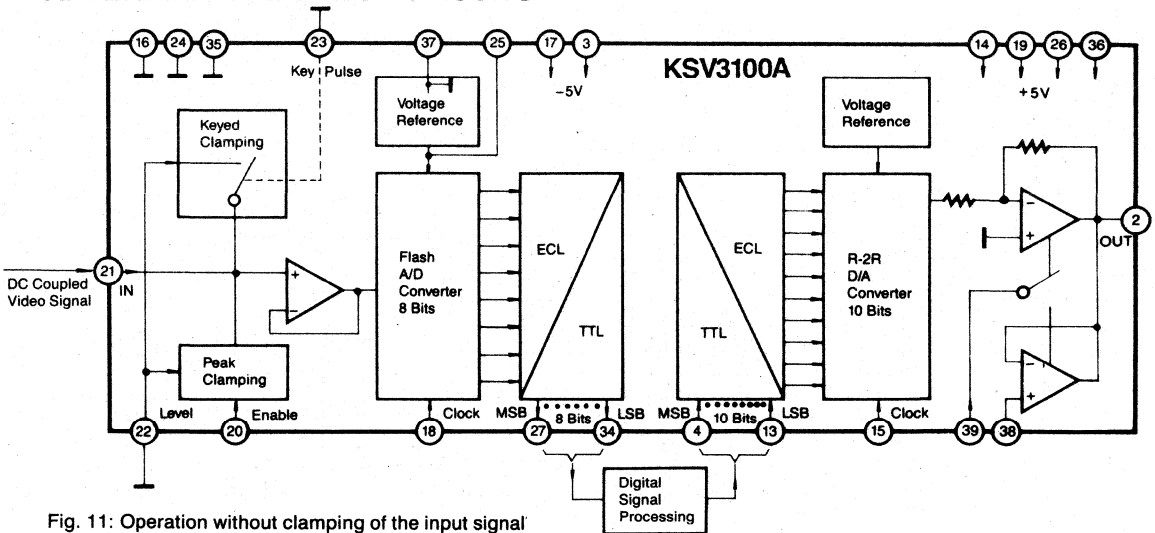 16 24 35 23 37 25 17 3 14 19 26 36
Key Pulse
-5V
KSV3100A
+5V
Keyed
Clamping
Voltage
Reference
Voltage
Reference
Flash
A/D
Converter
8 Bits
ECL
TTL
ECL
TTL
R-2R
D/A
Converter
10 Bits
-
+
2
OUT
21
IN
DC Coupled
Video Signal
+
-
Peak
Clamping
-
+
Level
Enable
Clock
MSB
8 Bits
LSB
MSB
10 Bits
LSB
Clock
22 20 18 27 34 4 13 15 39 38
Digital
Signal
Processing
Fig. 11: Operation without clamping of the input signal